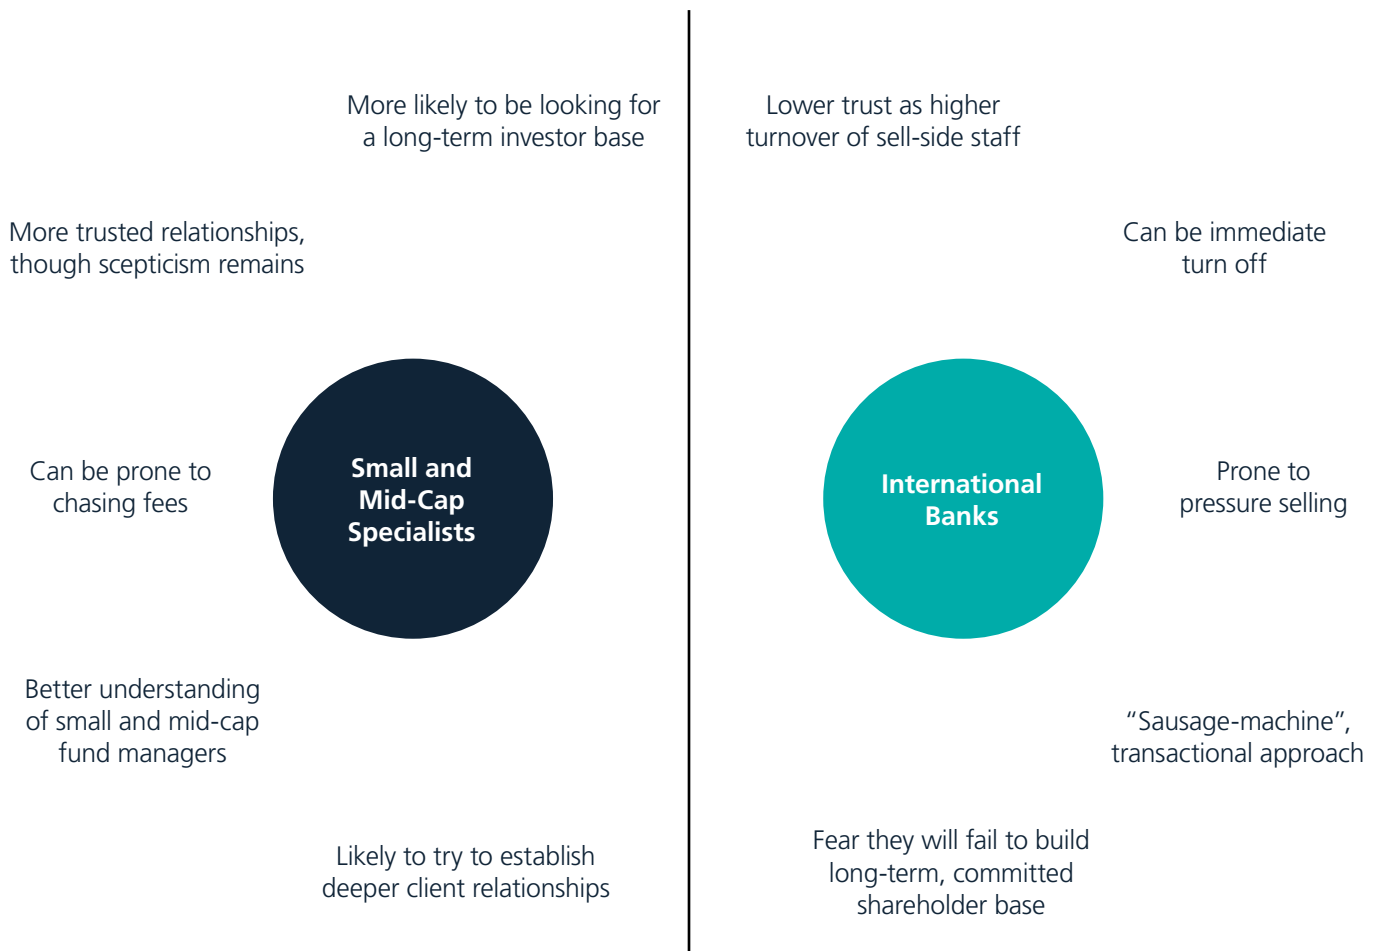 More likely to be looking for
a long-term investor base
More trusted relationships,
though scepticism remains
Can be prone to
chasing fees
Small and
Mid-Cap
Specialists
Better understanding
of small and mid-cap
fund managers
Likely to try to establish
deeper client relationships
Lower trust as higher
turnover of sell-side staff
Can be immediate
turn off
International
Banks
Prone to
pressure selling
“Sausage-machine”,
transactional approach
Fear they will fail to build
long-term, committed
shareholder base